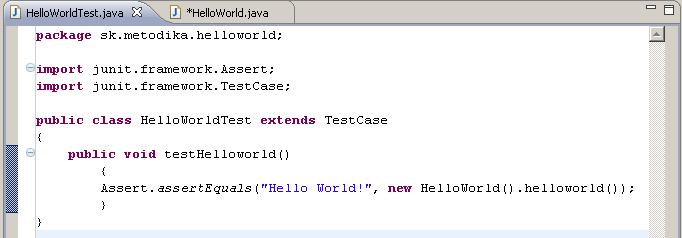 HelloWorldTest.java *HelloWorld.java
package sk.metodika.helloworld;
import junit.framework.Assert;
import junit.framework.TestCase;
public class HelloWorldTest extends TestCase
{
public void testHelloworld()
{
Assert.assertEquals("Hello World!", new HelloWorld().helloworld());
}
}